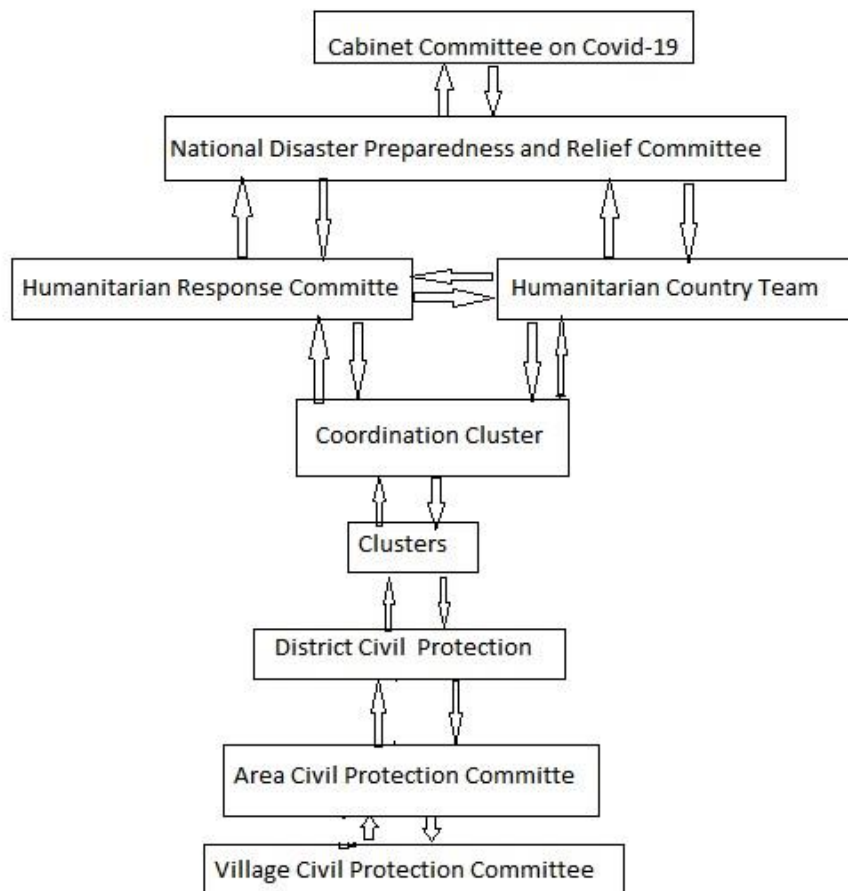 Cabinet Committee on Covid-19
National Disaster Preparedness and Relief Committee
Humanitarian Response Committe
Humanitarian Country Team
Coordination Cluster
Clusters
District Civil Protection
Area Civil Protection Committe
Village Civil Protection Committee